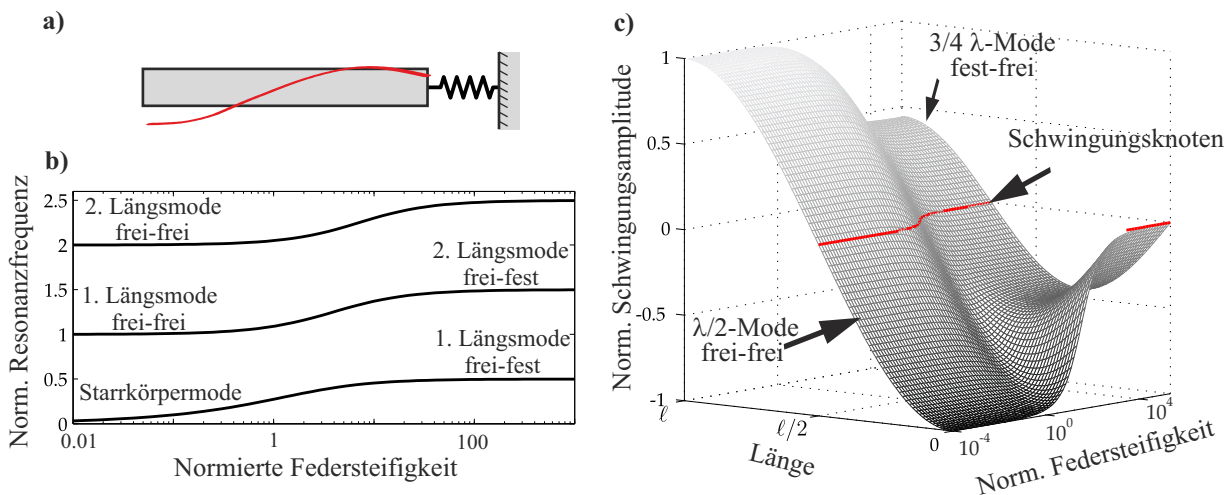 a)
b)
Norm. Resonanzfrequenz
2.5
2
1.5
1
0.5
0
2. Längsmode
frei-frei
2. Längsmode
frei-fest
1. Längsmode
frei-frei
1. Längsmode
frei-fest
Starrkörpermode
0.01
1
100
Normierte Federsteifigkeit
c)
Norm. Schwingungsamplitude
1
0.5
0
-0.5
-1
3/4 λ-Mode
fest-frei
Schwingungsknoten
λ/2-Mode
frei-frei
ℓ
ℓ/2
0
Länge
10⁻⁴
10⁰
10⁴
Norm. Federsteifigkeit